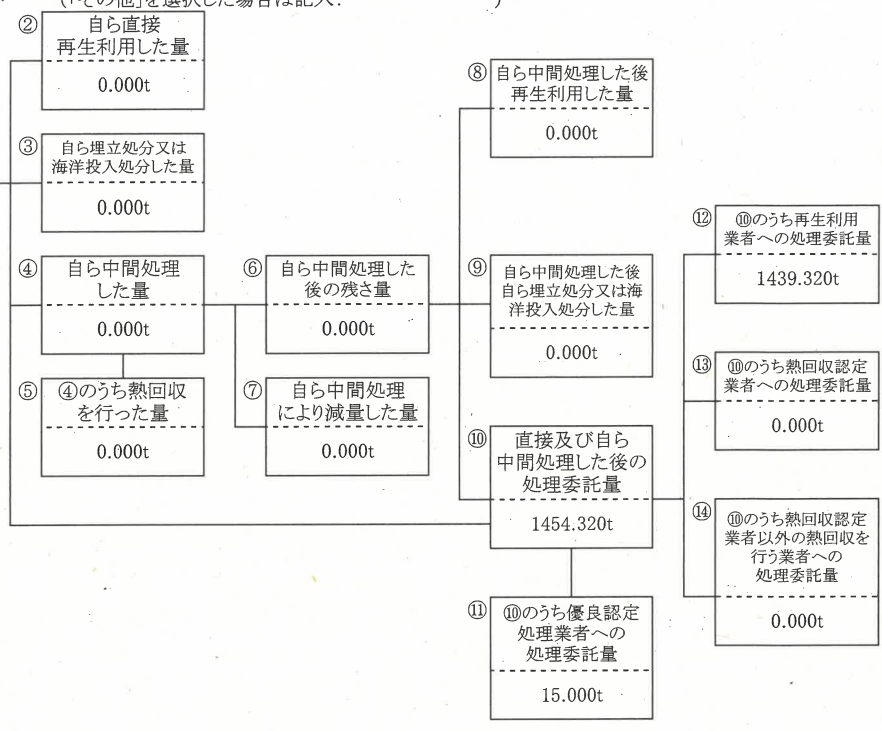 (「その他」を選択した場合は記入:　　　　　)
② 自ら直接
再生利用した量
0.000t
③ 自ら埋立処分又は
海洋投入処分した量
0.000t
④ 自ら中間処理
した量
0.000t
⑤ ④のうち熱回収
を行った量
0.000t
⑥ 自ら中間処理した
後の残さ量
0.000t
⑦ 自ら中間処理
により減量した量
0.000t
⑧ 自ら中間処理した後
再生利用した量
0.000t
⑨ 自ら中間処理した後
自ら埋立処分又は海
洋投入処分した量
0.000t
⑩ 直接及び自ら
中間処理した後の
処理委託量
1454.320t
⑪ ⑩のうち優良認定
処理業者への
処理委託量
15.000t
⑫ ⑩のうち再生利用
業者への処理委託量
1439.320t
⑬ ⑩のうち熱回収認定
業者への処理委託量
0.000t
⑭ ⑩のうち熱回収認定
業者以外の熱回収を
行う業者への
処理委託量
0.000t